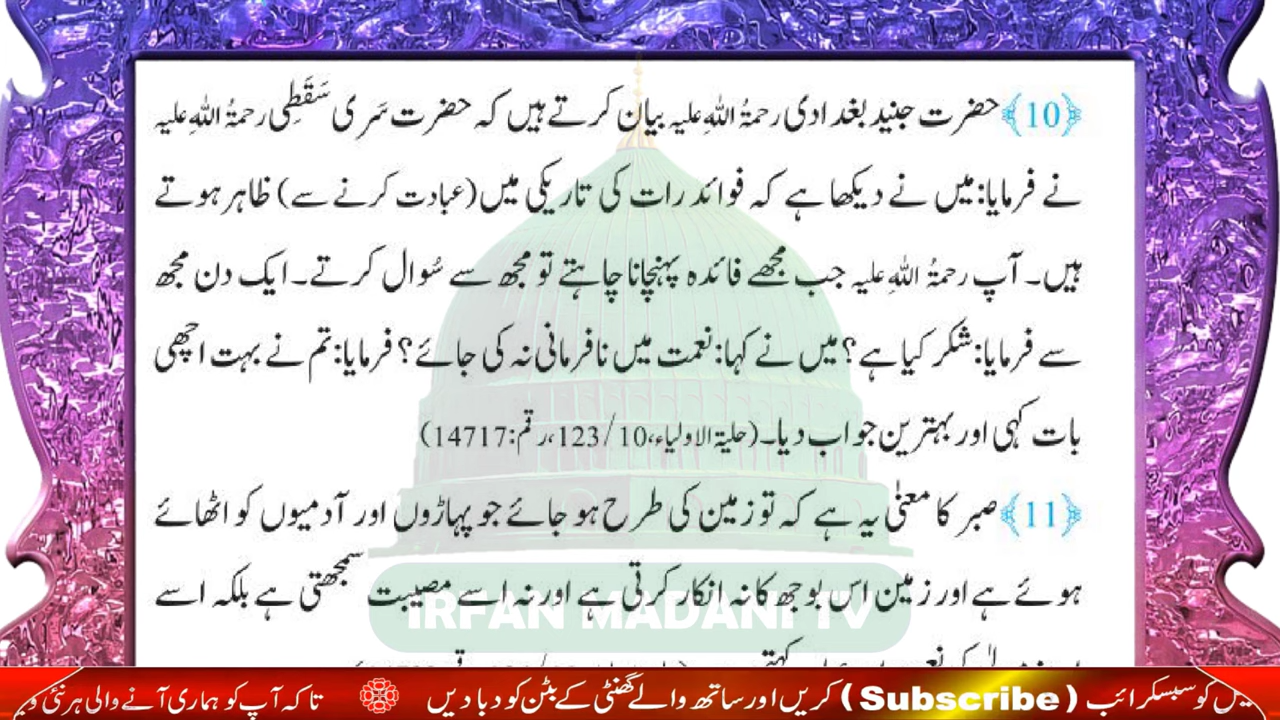 ﴿10﴾ حضرت جنید بغدادی رحمۃُ اللہِ علیہ بیان کرتے ہیں کہ حضرت سَری سَقَطِی رحمۃُ اللہِ علیہ
نے فرمایا: میں نے دیکھا ہے کہ فوائد رات کی تاریکی میں (عبادت کرنے سے) ظاہر ہوتے
ہیں۔ آپ رحمۃُ اللہِ علیہ جب مجھے فائدہ پہنچانا چاہتے تو مجھ سے سُوال کرتے۔ ایک دن مجھ
سے فرمایا: شکر کیا ہے؟ میں نے کہا: نعمت میں نافرمانی نہ کی جائے؟ فرمایا: تم نے بہت اچھی
بات کہی اور بہترین جواب دیا۔ (حلیۃ الاولیاء، 10/123، رقم: 14717)
﴿11﴾ صبر کا معنٰی یہ ہے کہ تو زمین کی طرح ہو جائے جو پہاڑوں اور آدمیوں کو اٹھائے
ہوئے ہے اور زمین اس بوجھ کا نہ انکار کرتی ہے اور نہ اسے مصیبت سمجھتی ہے بلکہ اسے
IRFAN MADANI TV
کو سبسکرائب (Subscribe) کریں اور ساتھ والے گھنٹی کے بٹن کو دبا دیں تاکہ آپ کو ہماری آنے والی ہر نئی